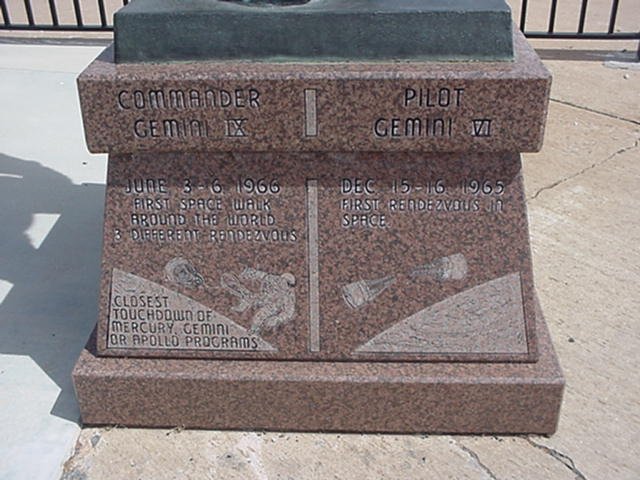 COMMANDER
GEMINI IX
PILOT
GEMINI VI
JUNE 3-6 1966
FIRST SPACE WALK
AROUND THE WORLD
3 DIFFERENT RENDEZVOUS
DEC 15-16 1965
FIRST RENDEZVOUS IN
SPACE.
CLOSEST
TOUCHDOWN OF
MERCURY, GEMINI
OR APOLLO PROGRAMS